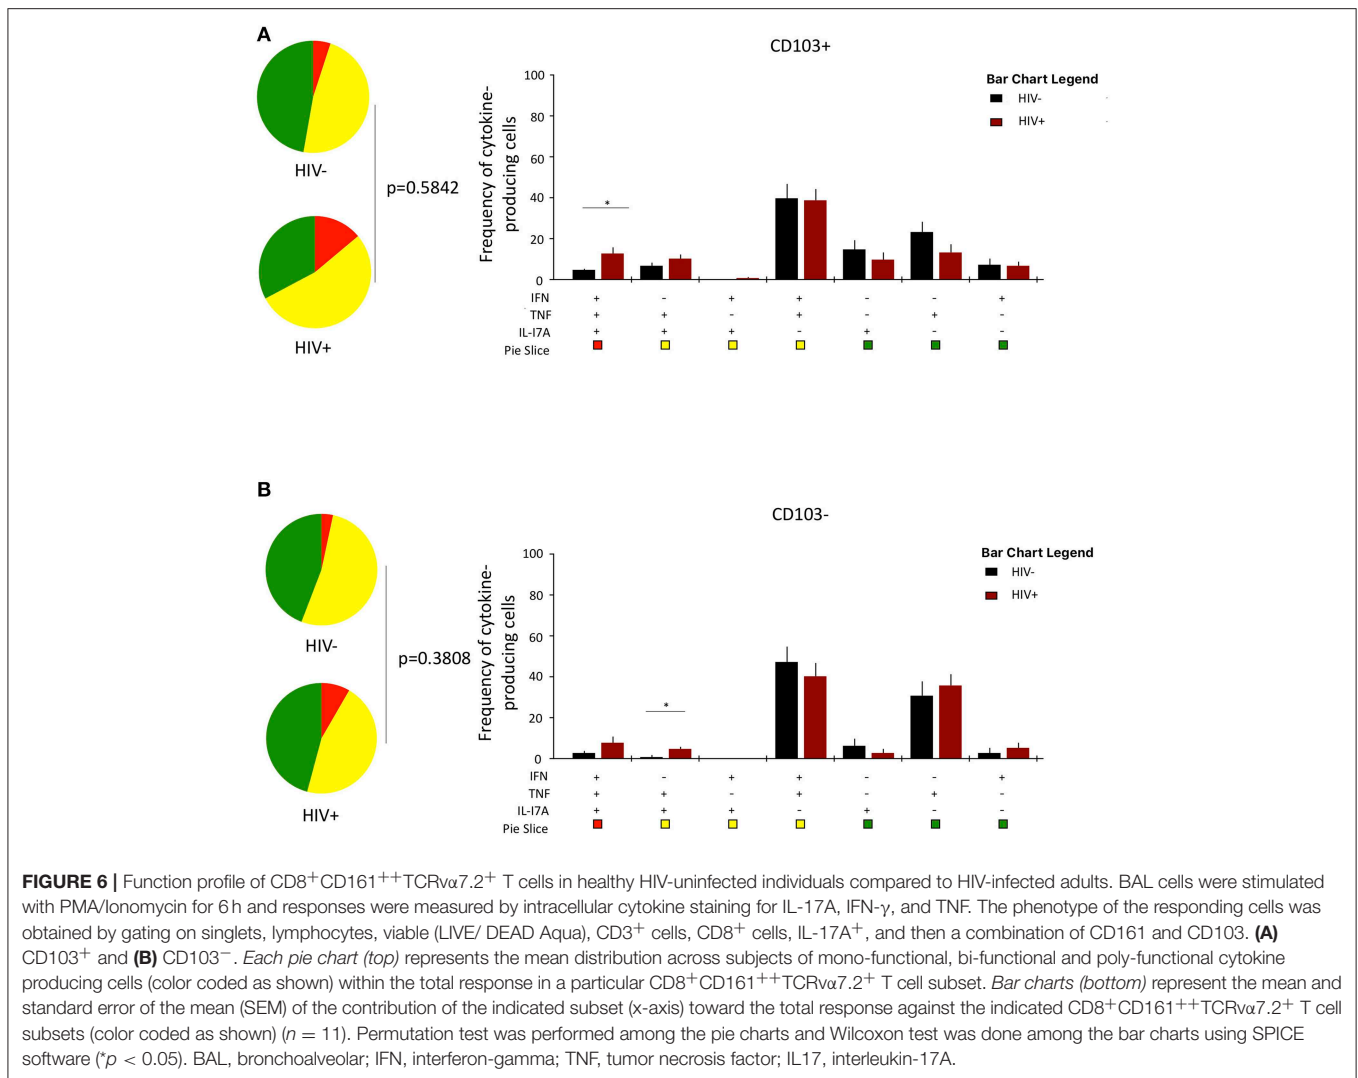 A
CD103+
HIV-
p=0.5842
HIV+
Frequency of cytokine-
producing cells
100
80
60
40
20
0
*
Bar Chart Legend
HIV-
HIV+
IFN + - + + - - +
TNF + + - + - + -
IL-I7A + + + - + - -
Pie Slice
B
CD103-
HIV-
p=0.3808
HIV+
Frequency of cytokine-
producing cells
100
80
60
40
20
0
*
Bar Chart Legend
HIV-
HIV+
IFN + - + + - - +
TNF + + - + - + -
IL-I7A + + + - + - -
Pie Slice
FIGURE 6 | Function profile of CD8⁺CD161⁺⁺TCRvα7.2⁺ T cells in healthy HIV-uninfected individuals compared to HIV-infected adults. BAL cells were stimulated
with PMA/Ionomycin for 6 h and responses were measured by intracellular cytokine staining for IL-17A, IFN-γ, and TNF. The phenotype of the responding cells was
obtained by gating on singlets, lymphocytes, viable (LIVE/ DEAD Aqua), CD3⁺ cells, CD8⁺ cells, IL-17A⁺, and then a combination of CD161 and CD103. (A)
CD103⁺ and (B) CD103⁻. Each pie chart (top) represents the mean distribution across subjects of mono-functional, bi-functional and poly-functional cytokine
producing cells (color coded as shown) within the total response in a particular CD8⁺CD161⁺⁺TCRvα7.2⁺ T cell subset. Bar charts (bottom) represent the mean and
standard error of the mean (SEM) of the contribution of the indicated subset (x-axis) toward the total response against the indicated CD8⁺CD161⁺⁺TCRvα7.2⁺ T cell
subsets (color coded as shown) (n = 11). Permutation test was performed among the pie charts and Wilcoxon test was done among the bar charts using SPICE
software (*p < 0.05). BAL, bronchoalveolar; IFN, interferon-gamma; TNF, tumor necrosis factor; IL17, interleukin-17A.